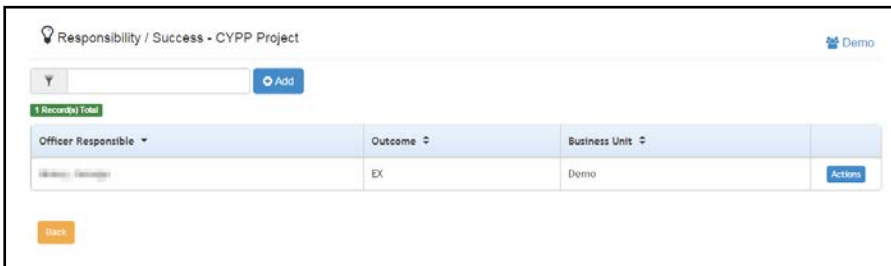 Responsibility / Success - CYPP Project
Demo
Add
1 Record(s) Total
Officer Responsible Outcome Business Unit
EX Demo Actions
Back